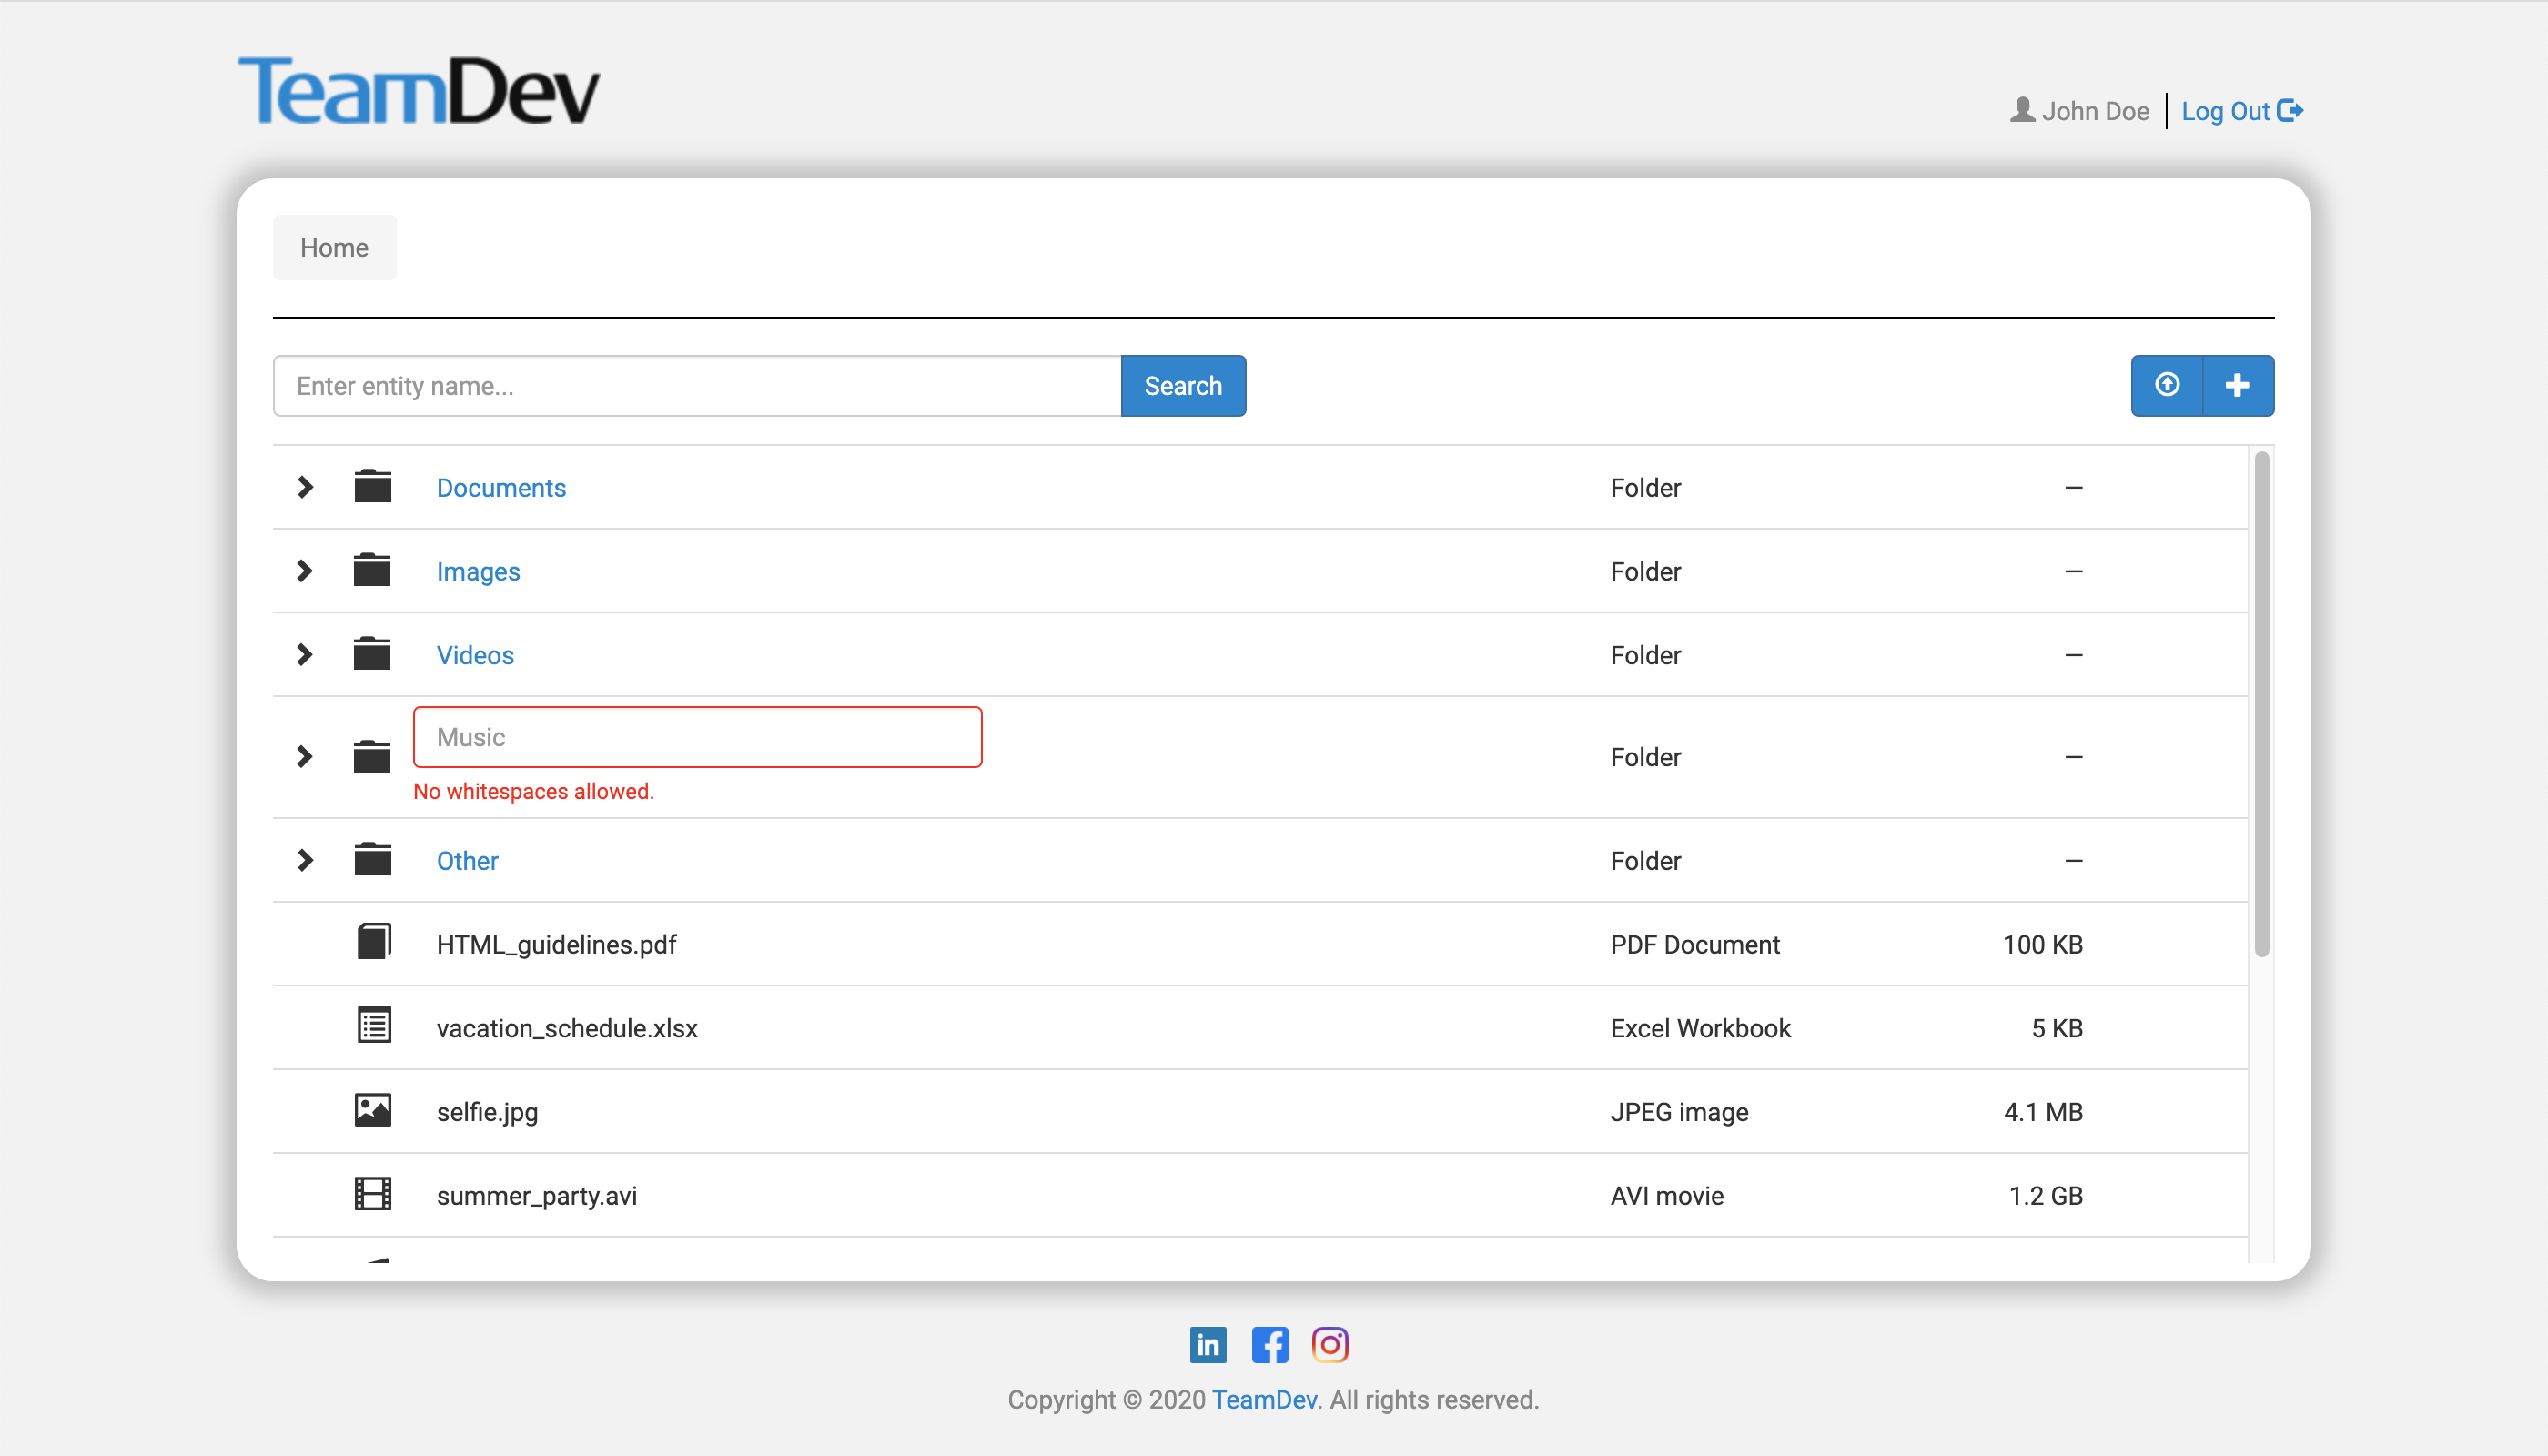 TeamDev
John Doe Log Out
Home
Enter entity name... Search
Documents Folder —
Images Folder —
Videos Folder —
Music Folder —
No whitespaces allowed.
Other Folder —
HTML_guidelines.pdf PDF Document 100 KB
vacation_schedule.xlsx Excel Workbook 5 KB
selfie.jpg JPEG image 4.1 MB
summer_party.avi AVI movie 1.2 GB
in f
Copyright © 2020 TeamDev. All rights reserved.